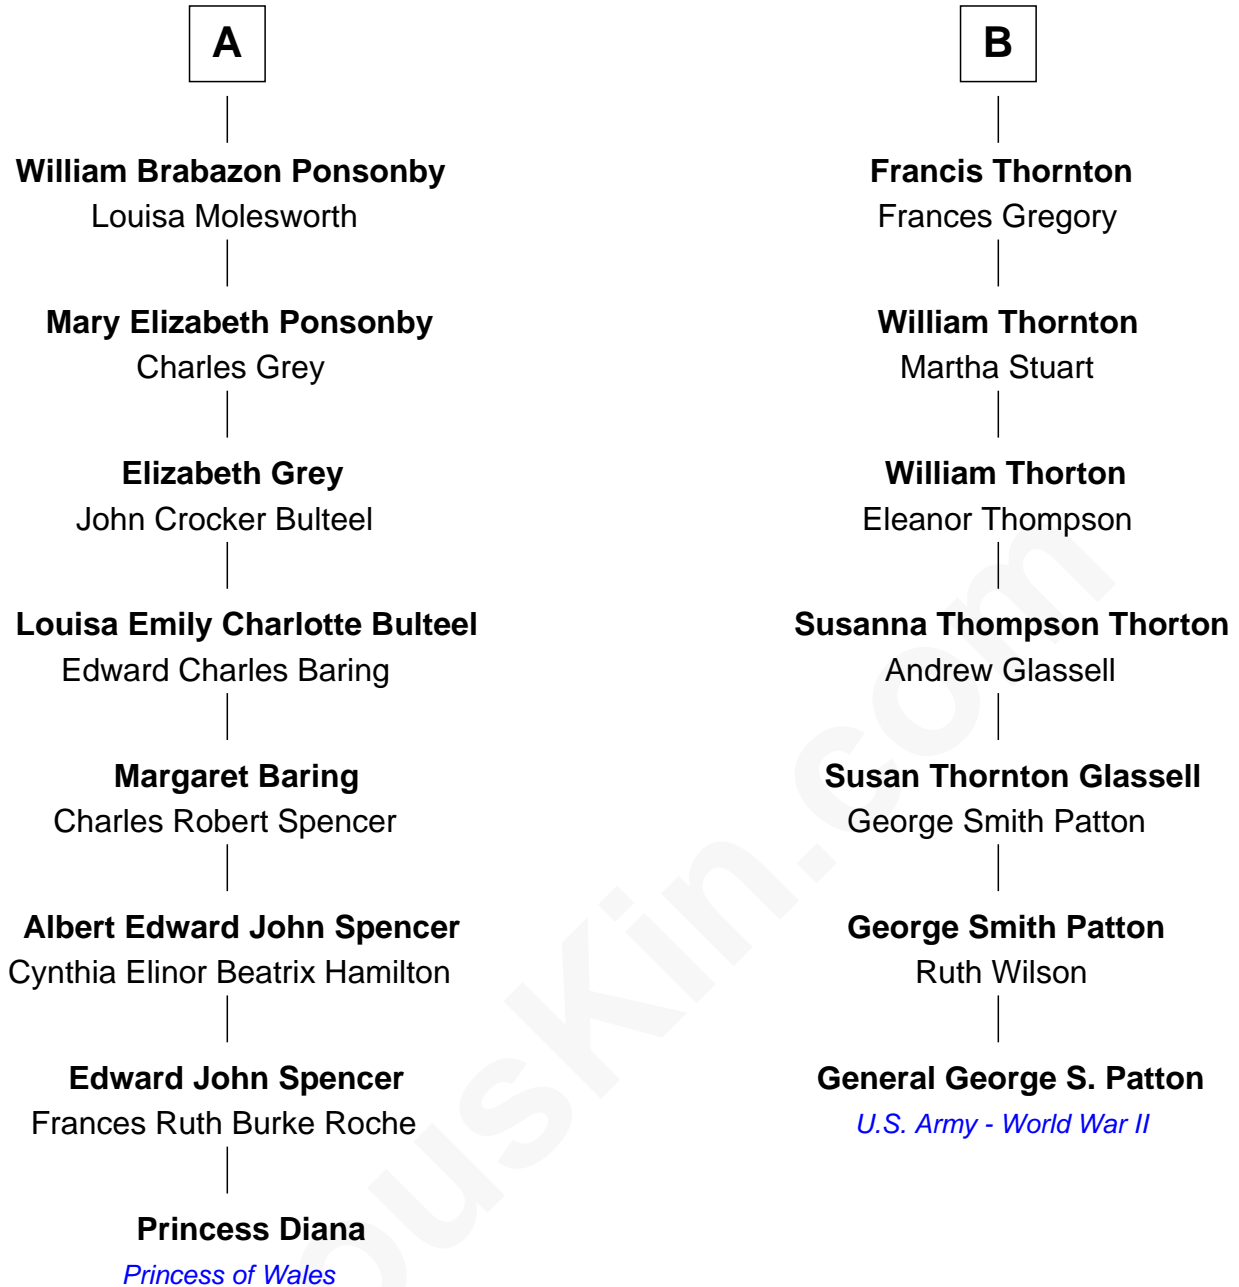 A
William Brabazon Ponsonby
Louisa Molesworth
Mary Elizabeth Ponsonby
Charles Grey
Elizabeth Grey
John Crocker Bulteel
Louisa Emily Charlotte Bulteel
Edward Charles Baring
Margaret Baring
Charles Robert Spencer
Albert Edward John Spencer
Cynthia Elinor Beatrix Hamilton
Edward John Spencer
Frances Ruth Burke Roche
Princess Diana
Princess of Wales
B
Francis Thornton
Frances Gregory
William Thornton
Martha Stuart
William Thorton
Eleanor Thompson
Susanna Thompson Thorton
Andrew Glassell
Susan Thornton Glassell
George Smith Patton
George Smith Patton
Ruth Wilson
General George S. Patton
U.S. Army - World War II
ousKin.com